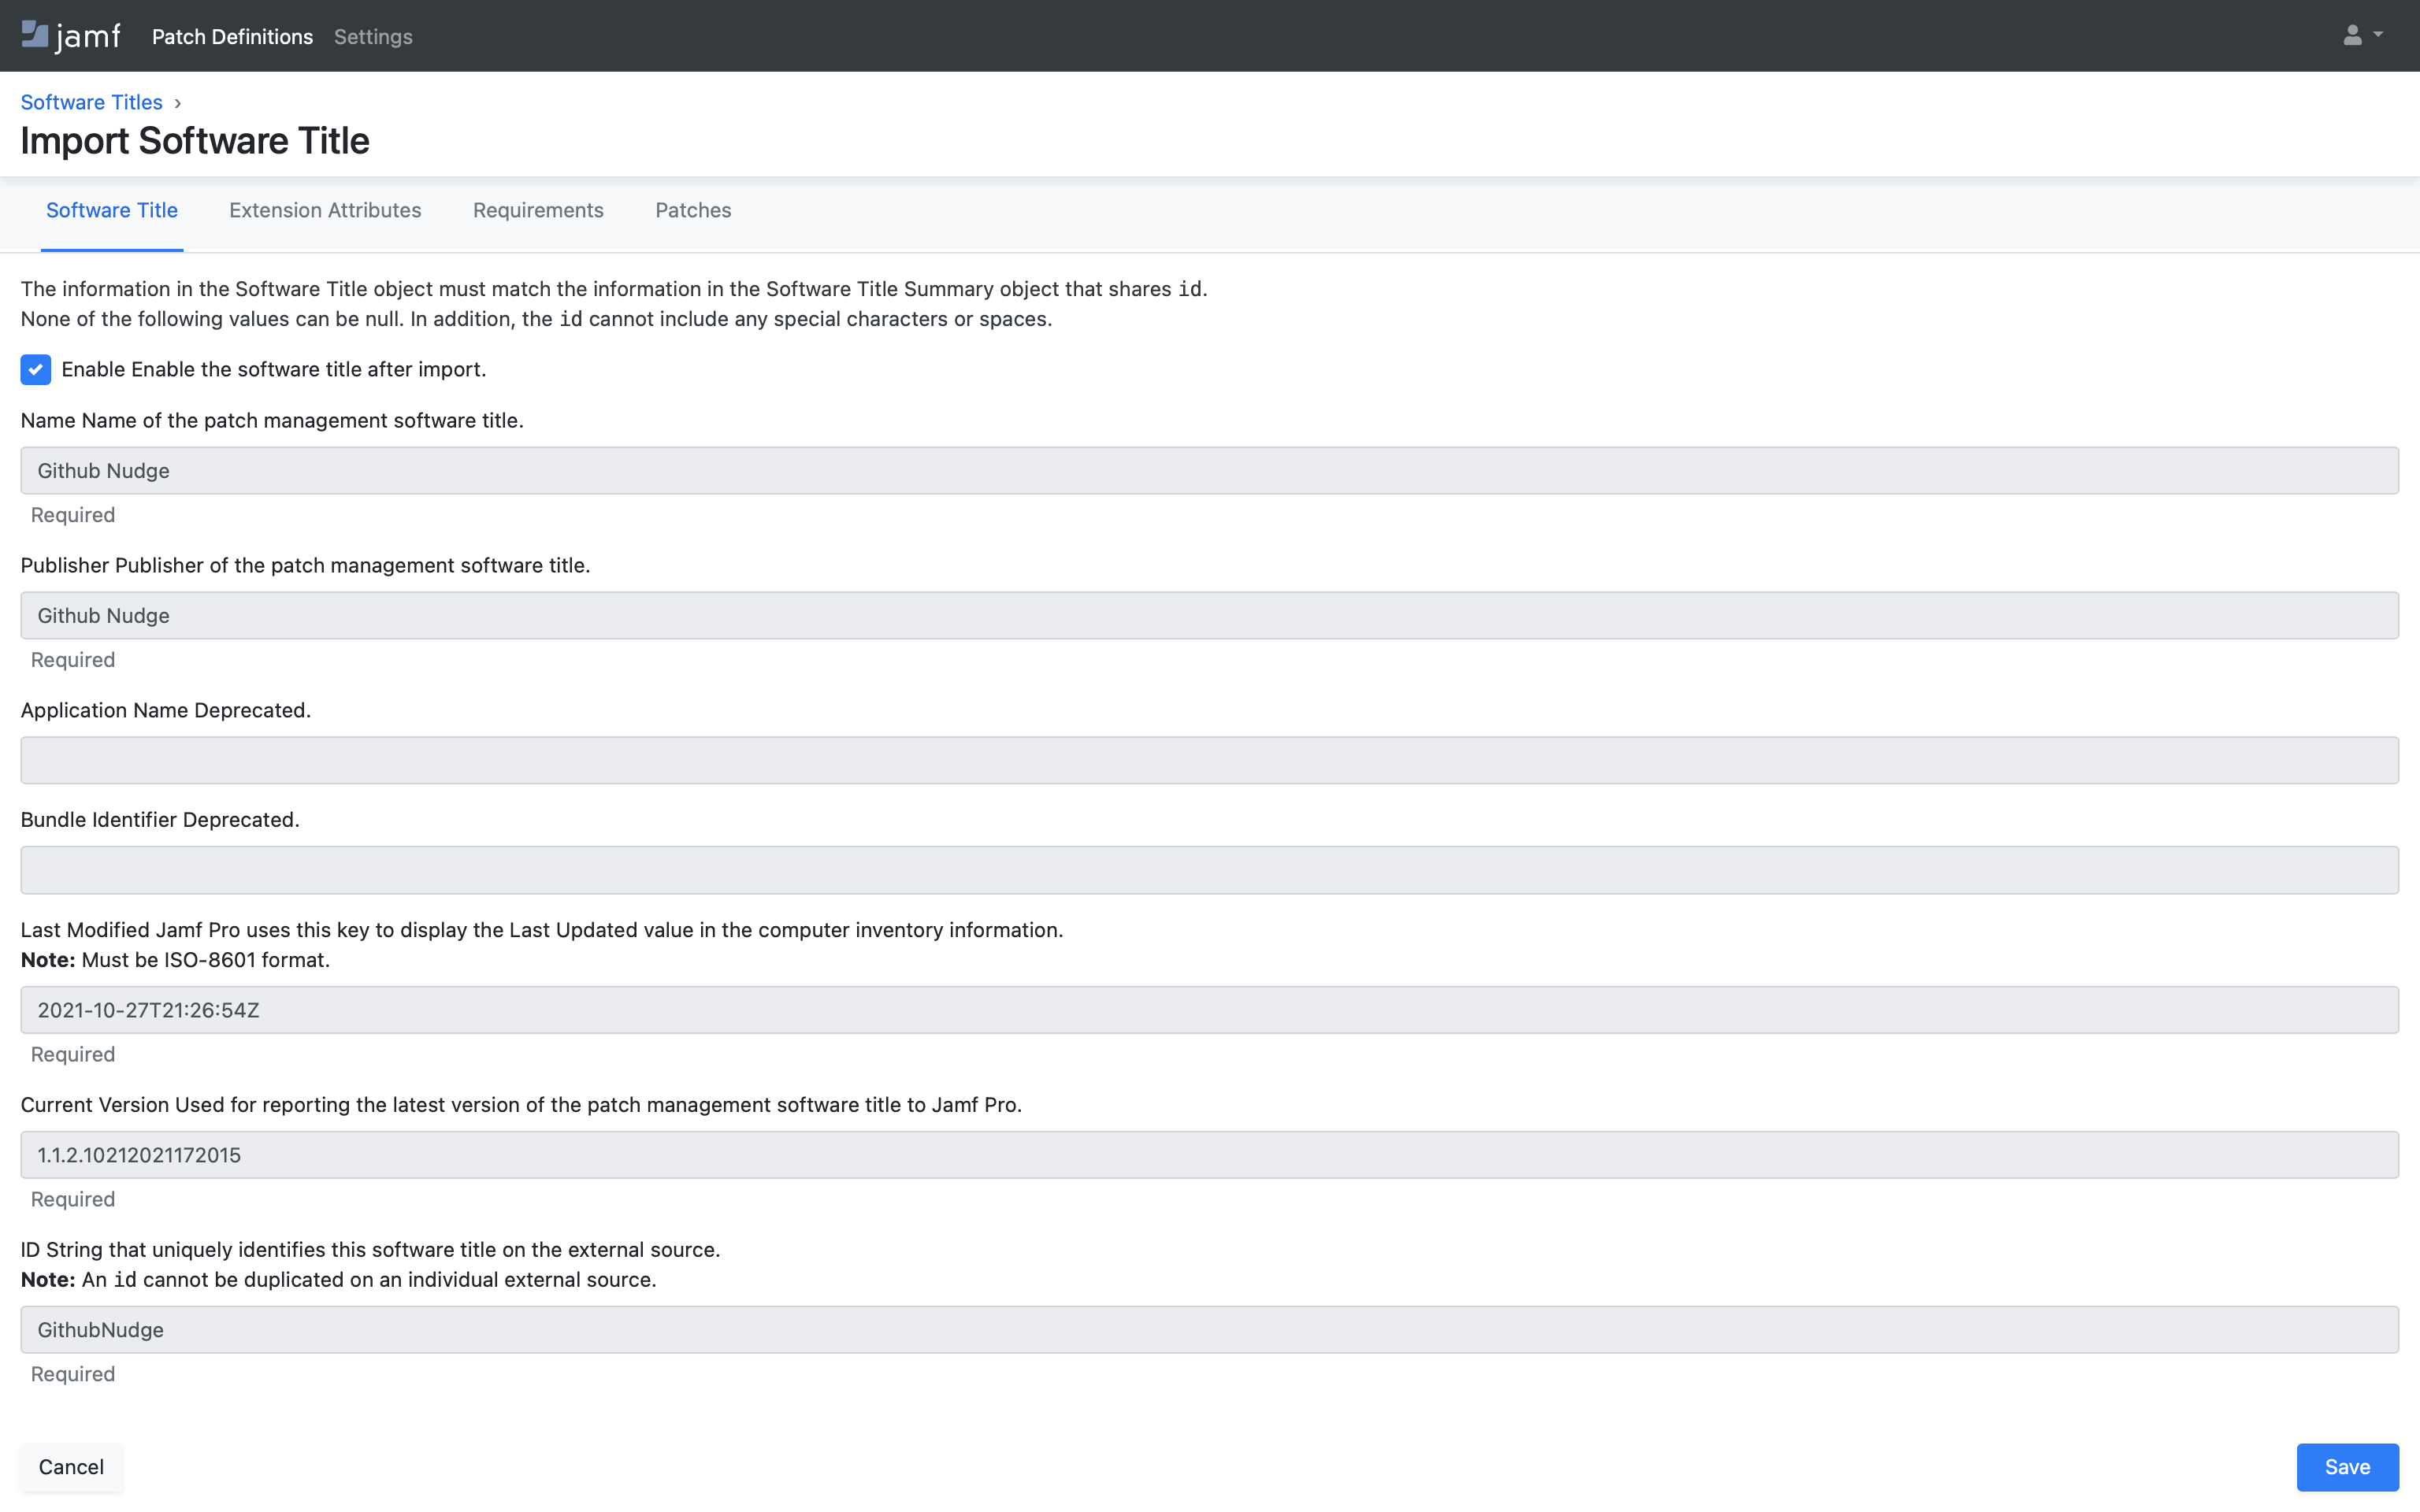 jamf Patch Definitions Settings
Software Titles ›
Import Software Title
Software Title Extension Attributes Requirements Patches
The information in the Software Title object must match the information in the Software Title Summary object that shares id.
None of the following values can be null. In addition, the id cannot include any special characters or spaces.
Enable Enable the software title after import.
Name Name of the patch management software title.
Github Nudge
Required
Publisher Publisher of the patch management software title.
Github Nudge
Required
Application Name Deprecated.
Bundle Identifier Deprecated.
Last Modified Jamf Pro uses this key to display the Last Updated value in the computer inventory information.
Note: Must be ISO-8601 format.
2021-10-27T21:26:54Z
Required
Current Version Used for reporting the latest version of the patch management software title to Jamf Pro.
1.1.2.10212021172015
Required
ID String that uniquely identifies this software title on the external source.
Note: An id cannot be duplicated on an individual external source.
GithubNudge
Required
Cancel Save